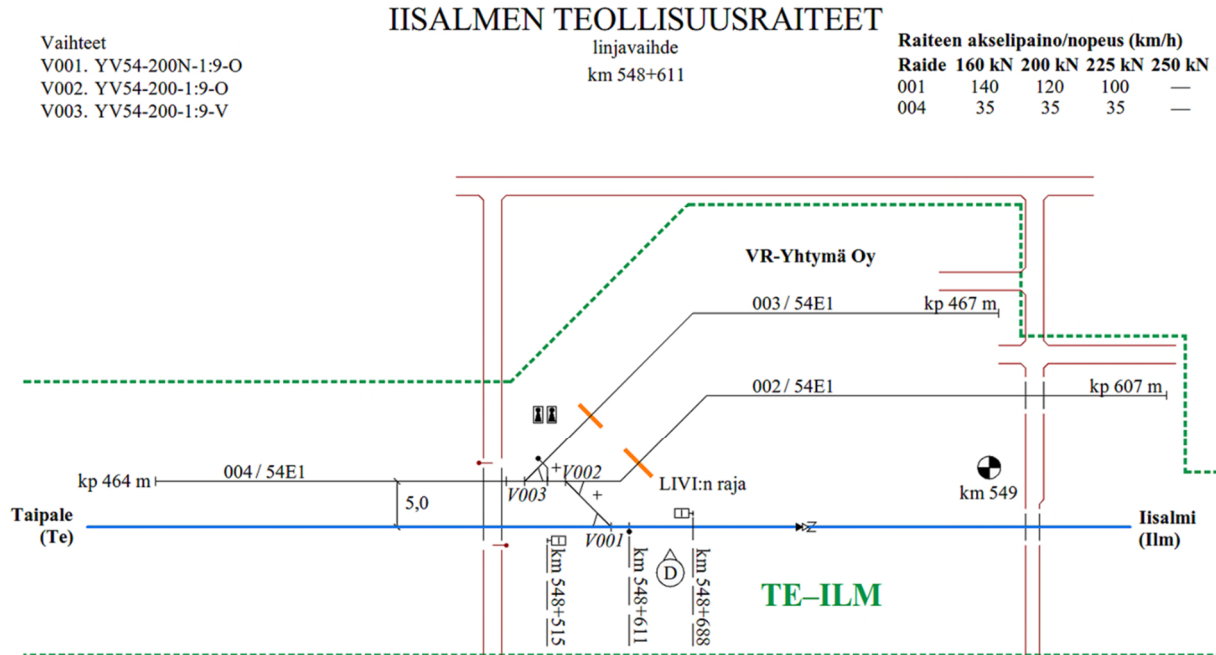 IISALMEN TEOLLISUUSRAITEET
linjavaihde
km 548+611
Vaihteet
V001. YV54-200N-1:9-O
V002. YV54-200-1:9-O
V003. YV54-200-1:9-V
Raiteen akselipaino/nopeus (km/h)
Raide 160 kN 200 kN 225 kN 250 kN
001 140 120 100 —
004 35 35 35 —
VR-Yhtymä Oy
003 / 54E1
kp 467 m
002 / 54E1
kp 607 m
kp 464 m
004 / 54E1
V003
+
V002
+
LIVI:n raja
km 549
5,0
Taipale
(Te)
Iisalmi
(Ilm)
V001
km 548+515
km 548+611
D
km 548+688
TE–ILM